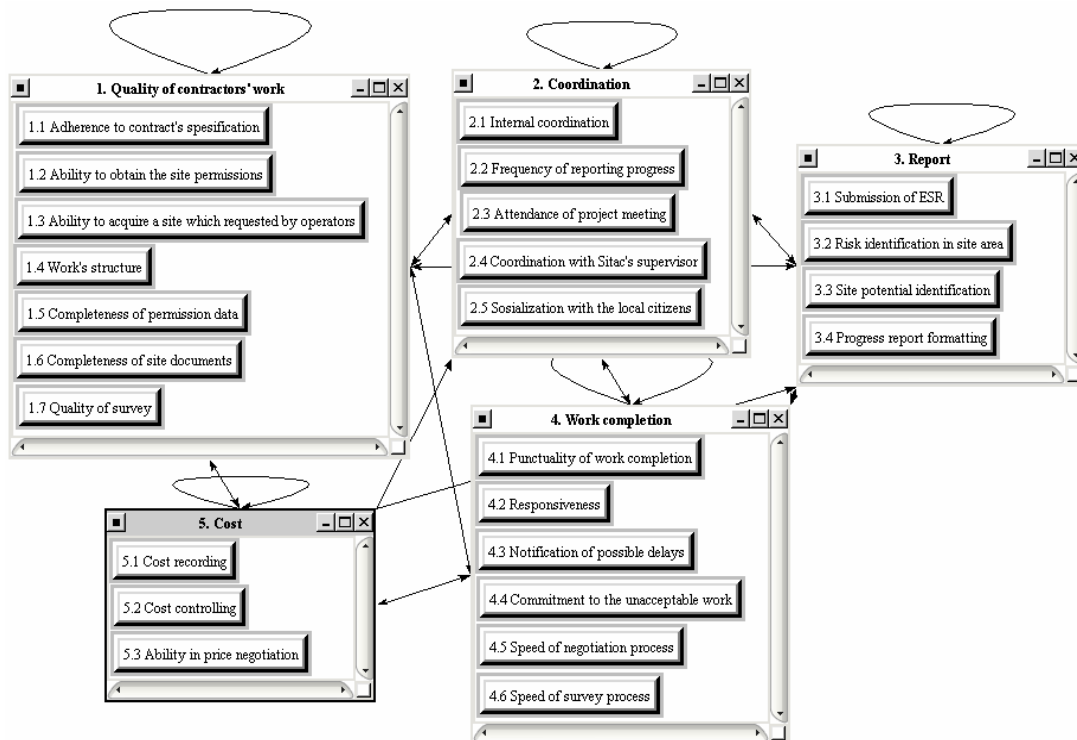 1. Quality of contractors' work
1.1 Adherence to contract's spesification
1.2 Ability to obtain the site permissions
1.3 Ability to acquire a site which requested by operators
1.4 Work's structure
1.5 Completeness of permission data
1.6 Completeness of site documents
1.7 Quality of survey
2. Coordination
2.1 Internal coordination
2.2 Frequency of reporting progress
2.3 Attendance of project meeting
2.4 Coordination with Sitac's supervisor
2.5 Sosialization with the local citizens
3. Report
3.1 Submission of ESR
3.2 Risk identification in site area
3.3 Site potential identification
3.4 Progress report formatting
4. Work completion
4.1 Punctuality of work completion
4.2 Responsiveness
4.3 Notification of possible delays
4.4 Commitment to the unacceptable work
4.5 Speed of negotiation process
4.6 Speed of survey process
5. Cost
5.1 Cost recording
5.2 Cost controlling
5.3 Ability in price negotiation